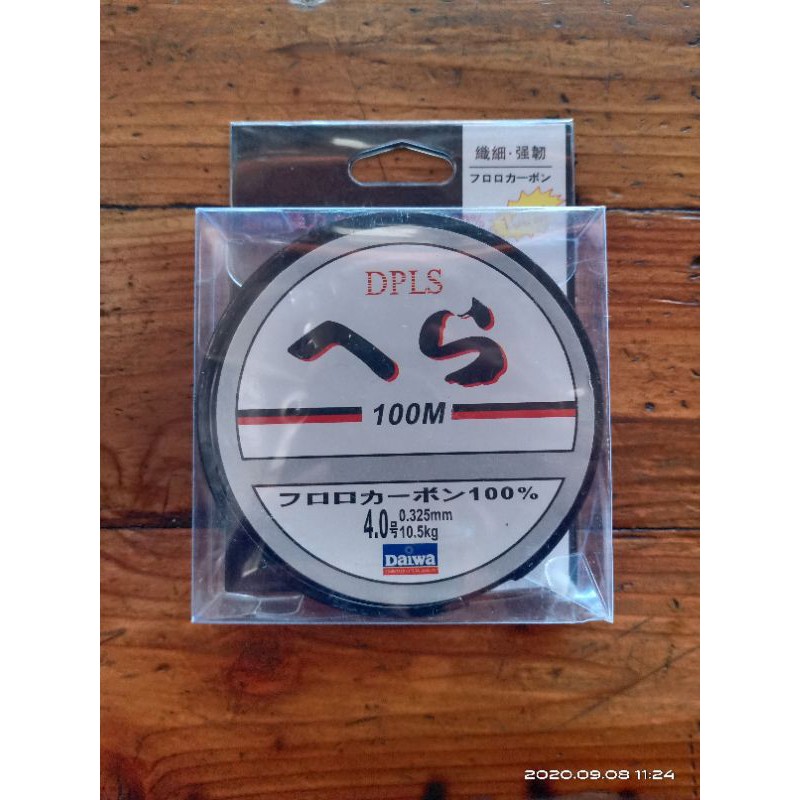 織細·强韌
フロロカーボン
DPLS
へら
100M
フロロカーボン100%
4.0号
0.325mm
10.5kg
Daiwa
2020.09.08 11:24